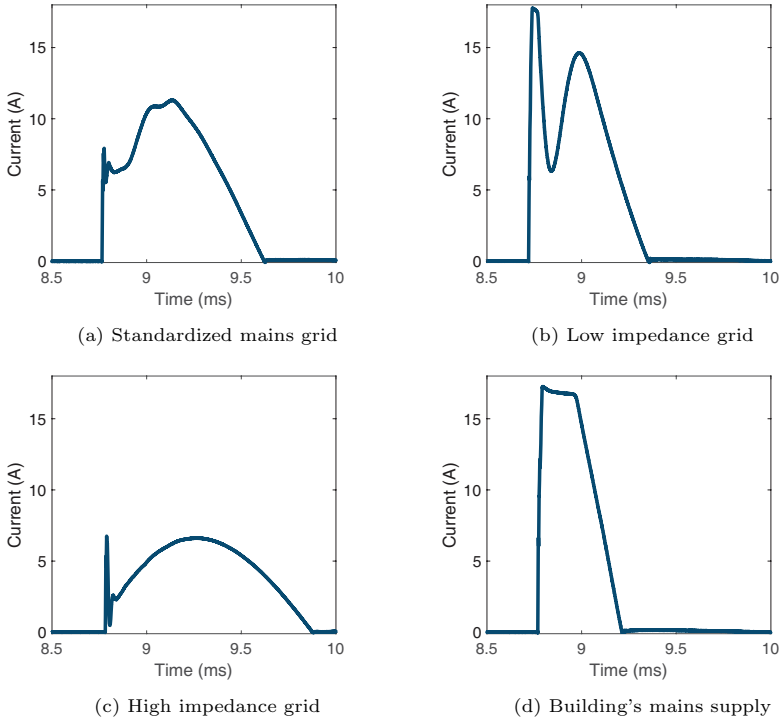 15
10
5
0
Current (A)
8.5 9 9.5 10
Time (ms)
(a) Standardized mains grid
15
10
5
0
Current (A)
8.5 9 9.5 10
Time (ms)
(b) Low impedance grid
15
10
5
0
Current (A)
8.5 9 9.5 10
Time (ms)
(c) High impedance grid
15
10
5
0
Current (A)
8.5 9 9.5 10
Time (ms)
(d) Building's mains supply